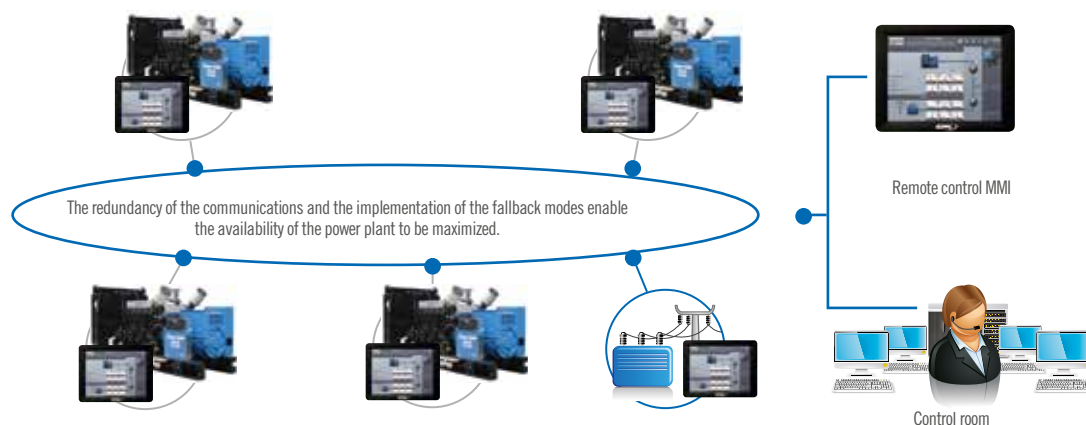 Remote control MMI
The redundancy of the communications and the implementation of the fallback modes enable
the availability of the power plant to be maximized.
Control room